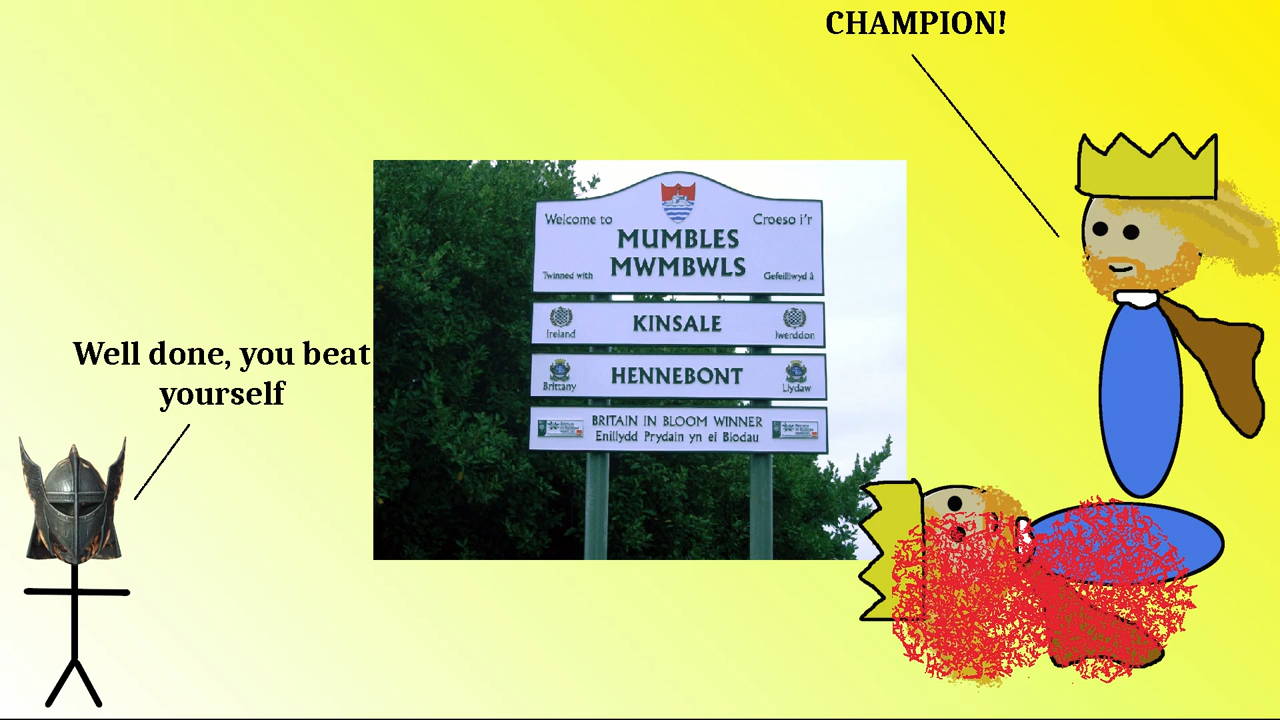 CHAMPION!
Welcome to
Croeso i'r
MUMBLES
MWMBWLS
Twinned with
Gefeilliwyd â
KINSALE
Ireland
Iwerddon
HENNEBONT
Brittany
Llydaw
BRITAIN IN BLOOM WINNER
Enillydd Prydain yn ei Blodau
Well done, you beat
yourself